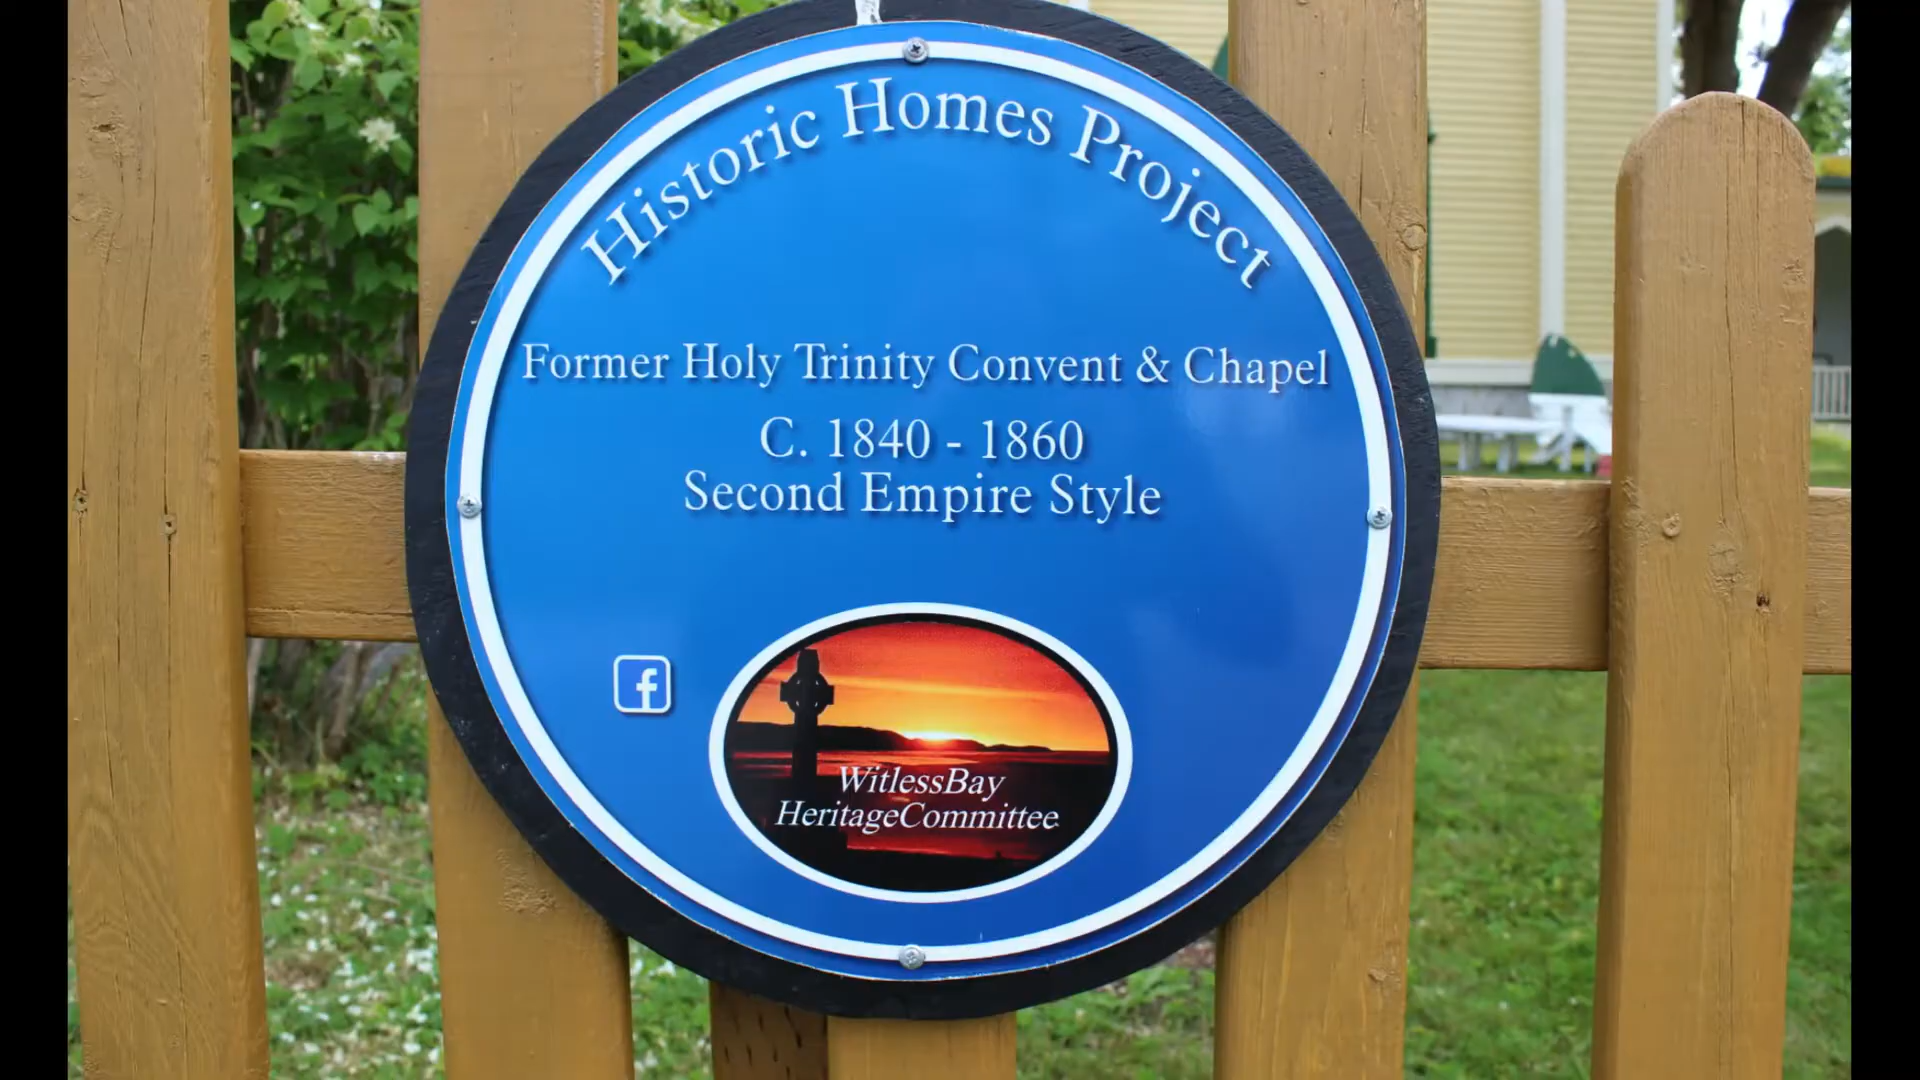 Historic Homes Project
Former Holy Trinity Convent & Chapel
C. 1840 - 1860
Second Empire Style
f
WitlessBay
HeritageCommittee